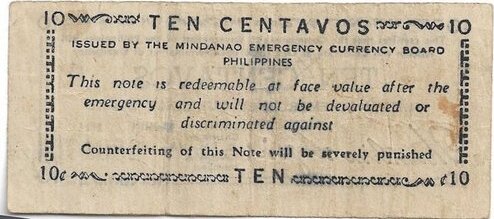 10 TEN CENTAVOS 10
ISSUED BY THE MINDANAO EMERGENCY CURRENCY BOARD
PHILIPPINES
This note is redeemable at face value after the
emergency and will not be devaluated or
discriminated against
Counterfeiting of this Note will be severely punished
10¢ TEN ¢10